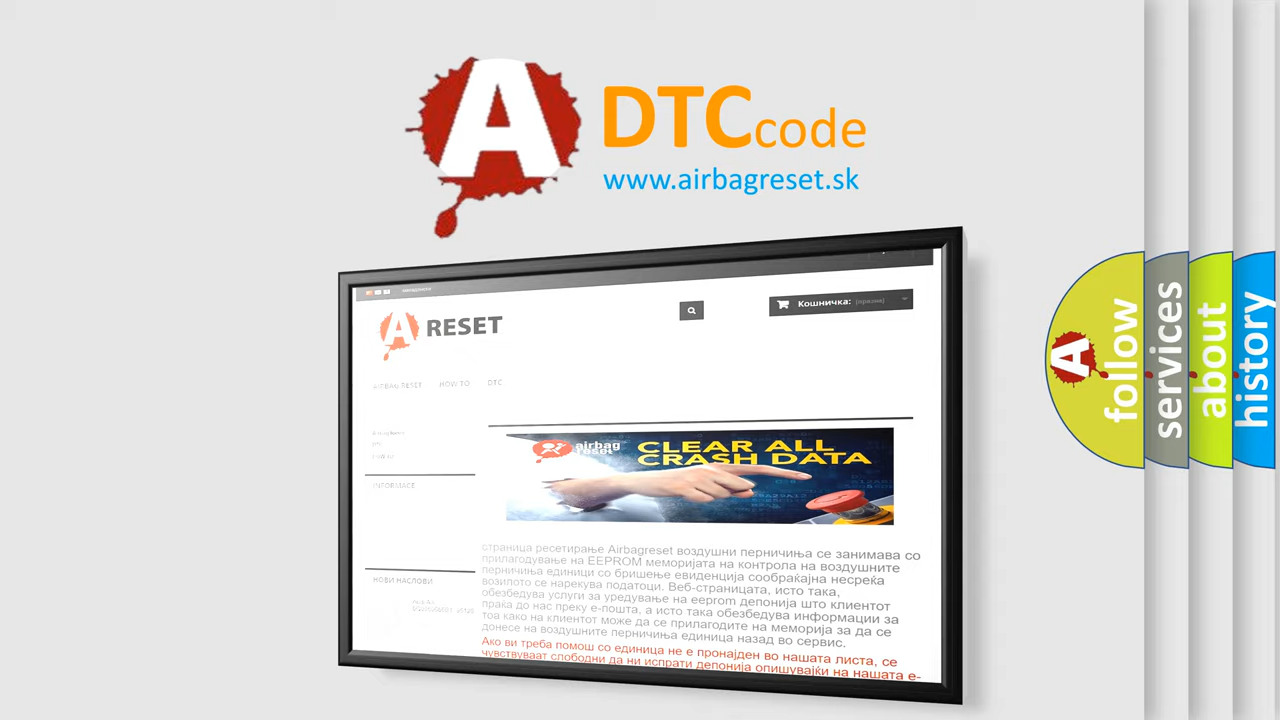 A DTC code
www.airbagreset.sk
A RESET
Кошничка: (празна)
AIRBAG RESET HOW TO DTC
INFORMACE
НОВИ НАСЛОВИ
airbag reset
CLEAR ALL
CRASH DATA
страница ресетирање Airbagreset воздушни перничиња се занимава со
прилагодување на EEPROM меморијата на контрола на воздушните
перничиња единици со бришење евиденција сообраќајна несреќа
возилото се нарекува податоци. Веб-страницата, исто така,
обезбедува услуги за уредување на eeprom депонија што клиентот
праќа до нас преку е-пошта, а исто така обезбедува информации за
тоа како на клиентот може да се прилагодите на меморија за да се
донесе на воздушните перничиња единица назад во сервис.
Ако ви треба помош со единица не е пронајден во нашата листа, се
чувствуваат слободни да ни испрати депонија опишувајќи на нашата е-
A follow
services
about
history